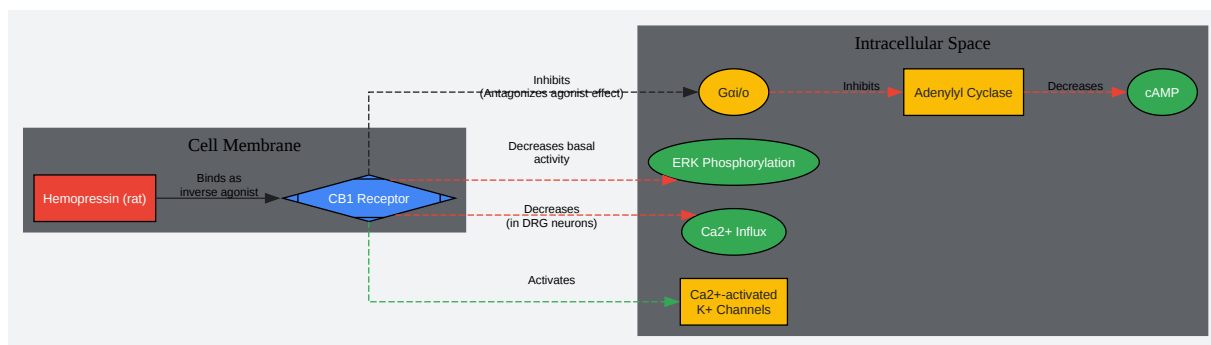 Intracellular Space
Inhibits
(Antagonizes agonist effect)
Gαi/o
Inhibits
Adenylyl Cyclase
Decreases
cAMP
Cell Membrane
Decreases basal
activity
ERK Phosphorylation
Hemopressin (rat)
Binds as
inverse agonist
CB1 Receptor
Decreases
(in DRG neurons)
Ca2+ Influx
Activates
Ca2+-activated
K+ Channels